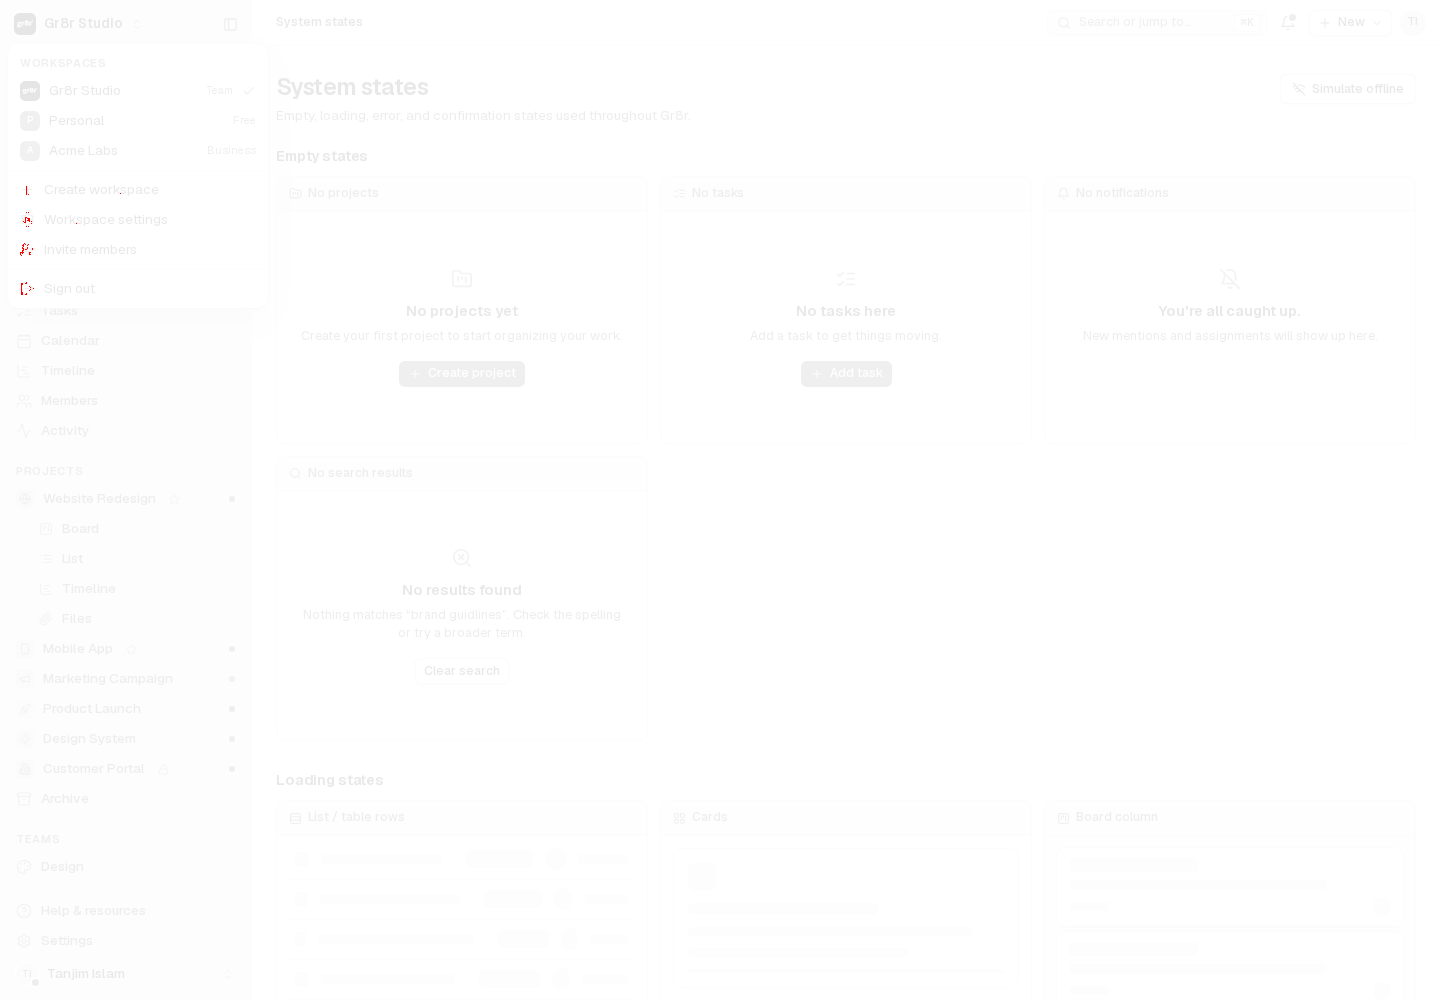 Gr8r Studio
System states
Search or jump to...
⌘K
New
TI
WORKSPACES
gr8r Gr8r Studio Team
P Personal Free
A Acme Labs Business
Create workspace
Workspace settings
Invite members
Sign out
Tasks
Calendar
Timeline
Members
Activity
PROJECTS
Website Redesign
Board
List
Timeline
Files
Mobile App
Marketing Campaign
Product Launch
Design System
Customer Portal
Archive
TEAMS
Design
Help & resources
Settings
TI Tanjim Islam
System states
Simulate offline
Empty, loading, error, and confirmation states used throughout Gr8r.
Empty states
No projects
No projects yet
Create your first project to start organizing your work.
Create project
No tasks
No tasks here
Add a task to get things moving.
Add task
No notifications
You're all caught up.
New mentions and assignments will show up here.
No search results
No results found
Nothing matches "brand guidlines". Check the spelling
or try a broader term.
Clear search
Loading states
List / table rows
Cards
Board column